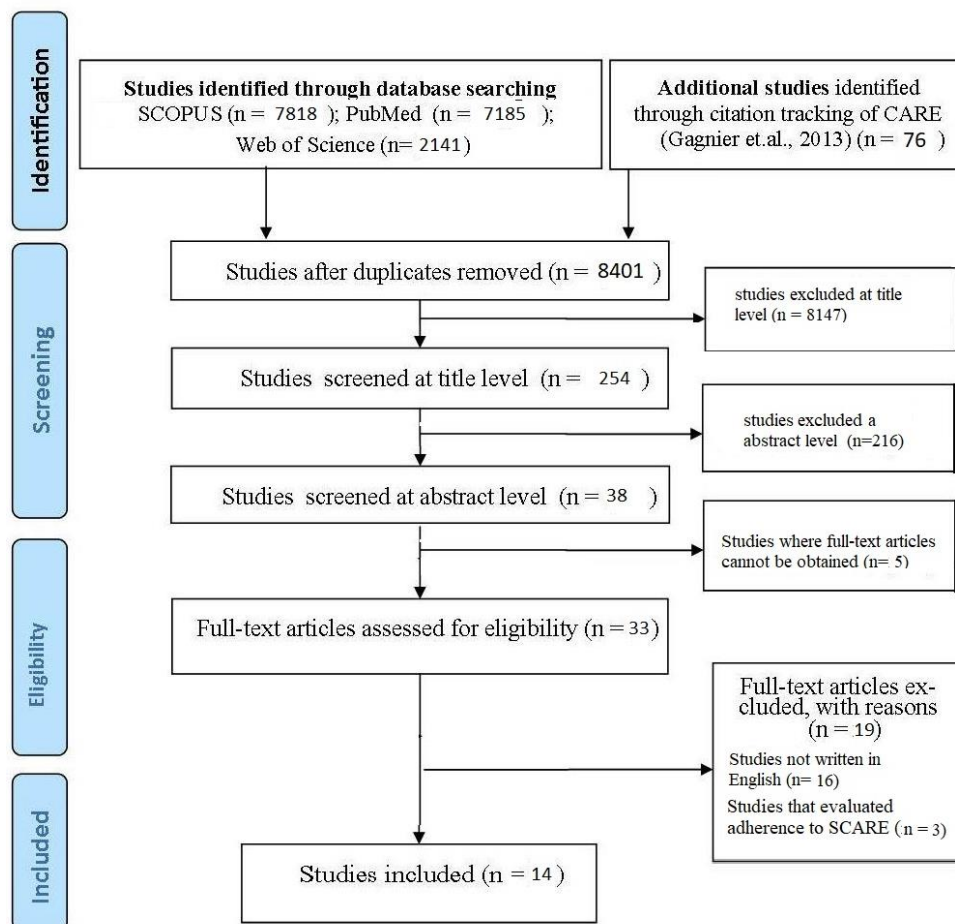 Identification
Studies identified through database searching
SCOPUS (n = 7818 ); PubMed (n = 7185 );
Web of Science (n= 2141)
Additional studies identified
through citation tracking of CARE
(Gagnier et.al., 2013) (n = 76 )
Screening
Studies after duplicates removed (n = 8401 )
studies excluded at title
level (n = 8147)
Studies screened at title level (n = 254 )
studies excluded a
abstract level (n=216)
Studies screened at abstract level (n = 38 )
Studies where full-text articles
cannot be obtained (n= 5)
Eligibility
Full-text articles assessed for eligibility (n = 33)
Full-text articles ex-
cluded, with reasons
(n = 19)
Studies not written in
English (n= 16)
Studies that evaluated
adherence to SCARE (n = 3)
Included
Studies included (n = 14)